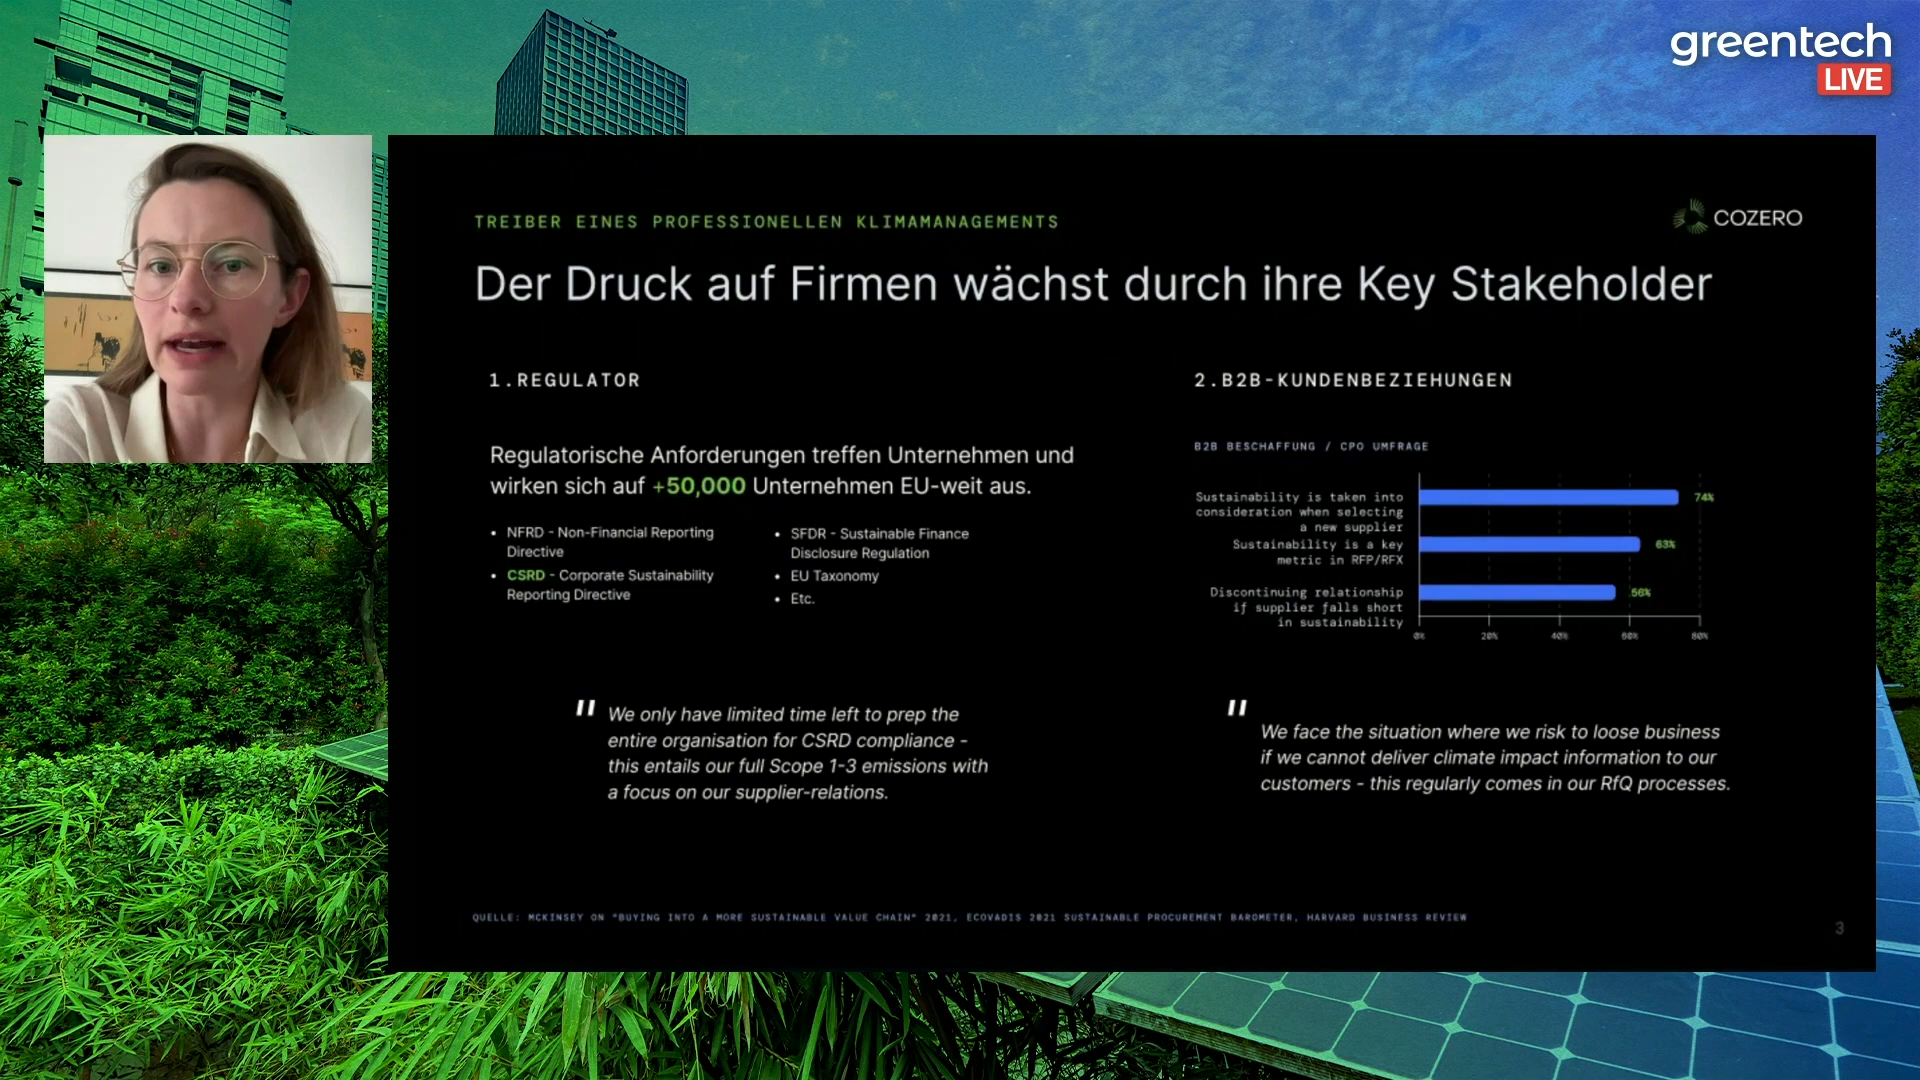 greentech
LIVE
TREIBER EINES PROFESSIONELLEN KLIMAMANAGEMENTS
COZERO
Der Druck auf Firmen wächst durch ihre Key Stakeholder
1.REGULATOR
Regulatorische Anforderungen treffen Unternehmen und
wirken sich auf +50,000 Unternehmen EU-weit aus.
• NFRD - Non-Financial Reporting
Directive
• CSRD - Corporate Sustainability
Reporting Directive
• SFDR - Sustainable Finance
Disclosure Regulation
• EU Taxonomy
• Etc.
" We only have limited time left to prep the
entire organisation for CSRD compliance -
this entails our full Scope 1-3 emissions with
a focus on our supplier-relations.
2.B2B-KUNDENBEZIEHUNGEN
B2B BESCHAFFUNG / CPO UMFRAGE
Sustainability is taken into
consideration when selecting
a new supplier
74%
Sustainability is a key
metric in RFP/RFX
63%
Discontinuing relationship
if supplier falls short
in sustainability
56%
0% 20% 40% 60% 80%
" We face the situation where we risk to loose business
if we cannot deliver climate impact information to our
customers - this regularly comes in our RfQ processes.
QUELLE: MCKINSEY ON "BUYING INTO A MORE SUSTAINABLE VALUE CHAIN" 2021, ECOVADIS 2021 SUSTAINABLE PROCUREMENT BAROMETER, HARVARD BUSINESS REVIEW
3